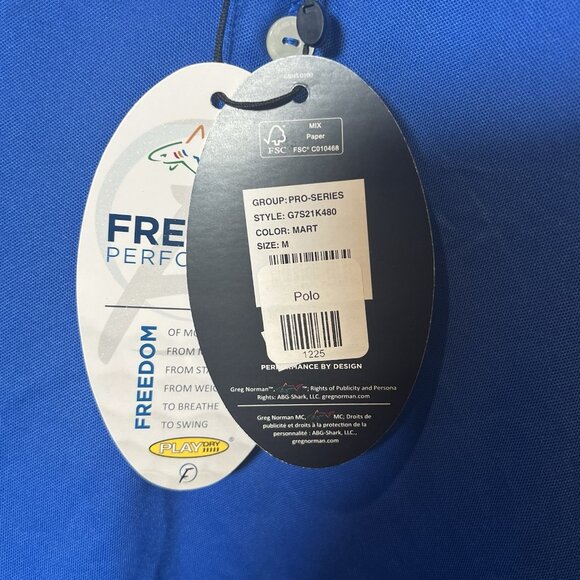 FRE
PERFO
FREEDOM
OF MO
FROM
FROM STA
FROM WEIG
TO BREATHE
TO SWING
PLAYDRY®
F
MIX
Paper
FSC® C010468
FSC
GROUP: PRO-SERIES
STYLE: G7S21K480
COLOR: MART
SIZE: M
Polo
1225
PERFORMANCE BY DESIGN
Greg Norman™, ™; Rights of Publicity and Persona
Rights: ABG-Shark, LLC. gregnorman.com
Greg Norman MC, MC; Droits de
publicité et droits à la protection de la
personnalité : ABG-Shark, LLC.,
gregnorman.com